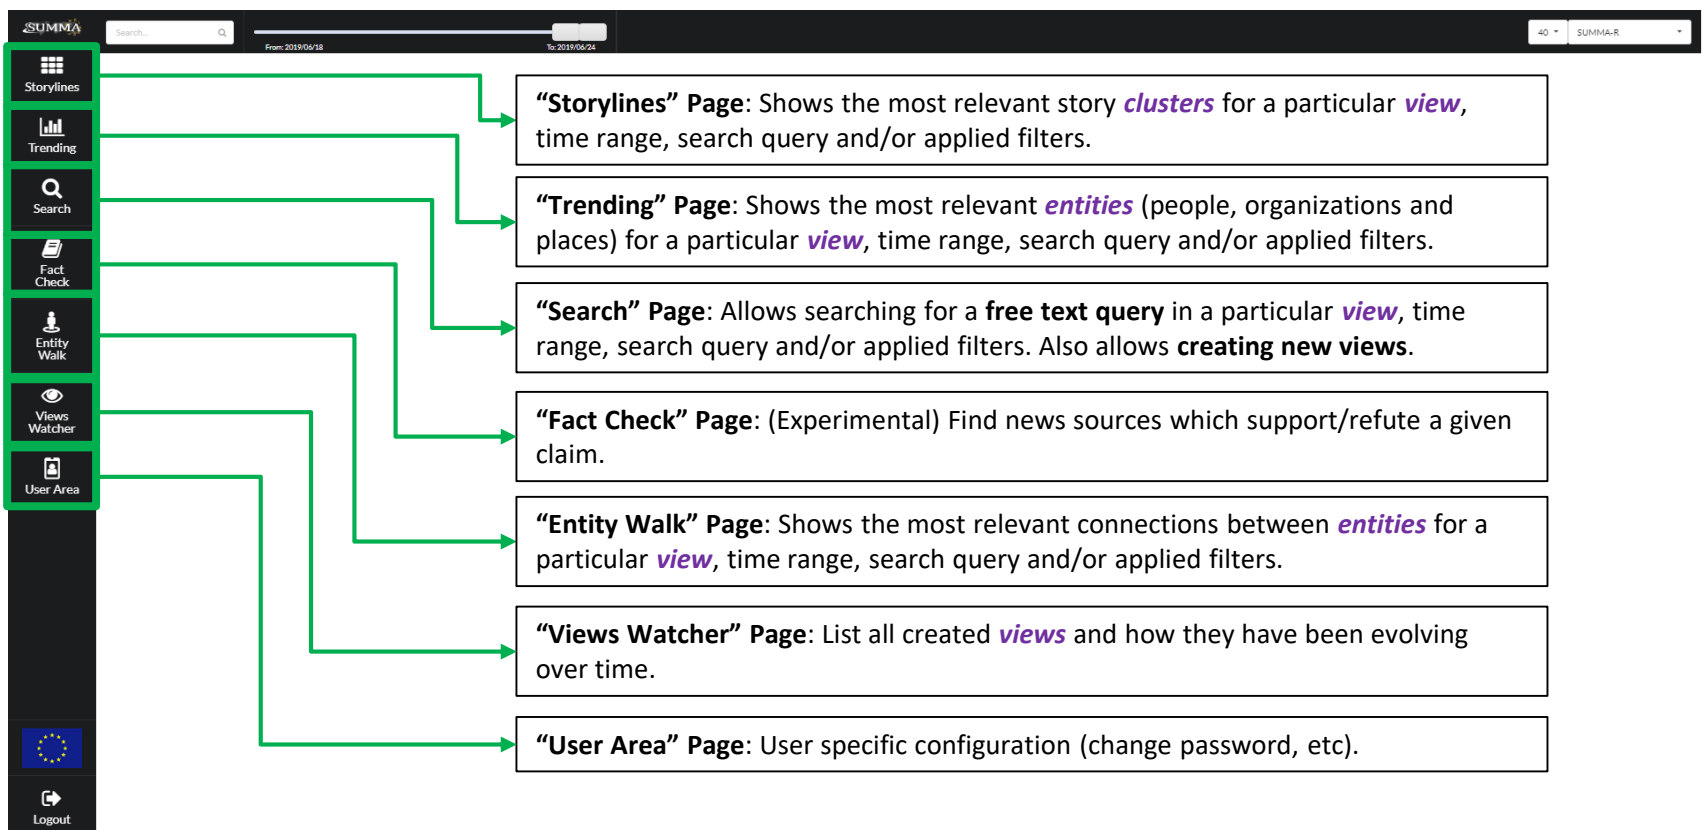 SUMMA
Search...
From: 2019/06/18
To: 2019/06/24
40
SUMMA-R
Storylines
Trending
Search
Fact
Check
Entity
Walk
Views
Watcher
User Area
Logout
“Storylines” Page: Shows the most relevant story clusters for a particular view,
time range, search query and/or applied filters.
“Trending” Page: Shows the most relevant entities (people, organizations and
places) for a particular view, time range, search query and/or applied filters.
“Search” Page: Allows searching for a free text query in a particular view, time
range, search query and/or applied filters. Also allows creating new views.
“Fact Check” Page: (Experimental) Find news sources which support/refute a given
claim.
“Entity Walk” Page: Shows the most relevant connections between entities for a
particular view, time range, search query and/or applied filters.
“Views Watcher” Page: List all created views and how they have been evolving
over time.
“User Area” Page: User specific configuration (change password, etc).